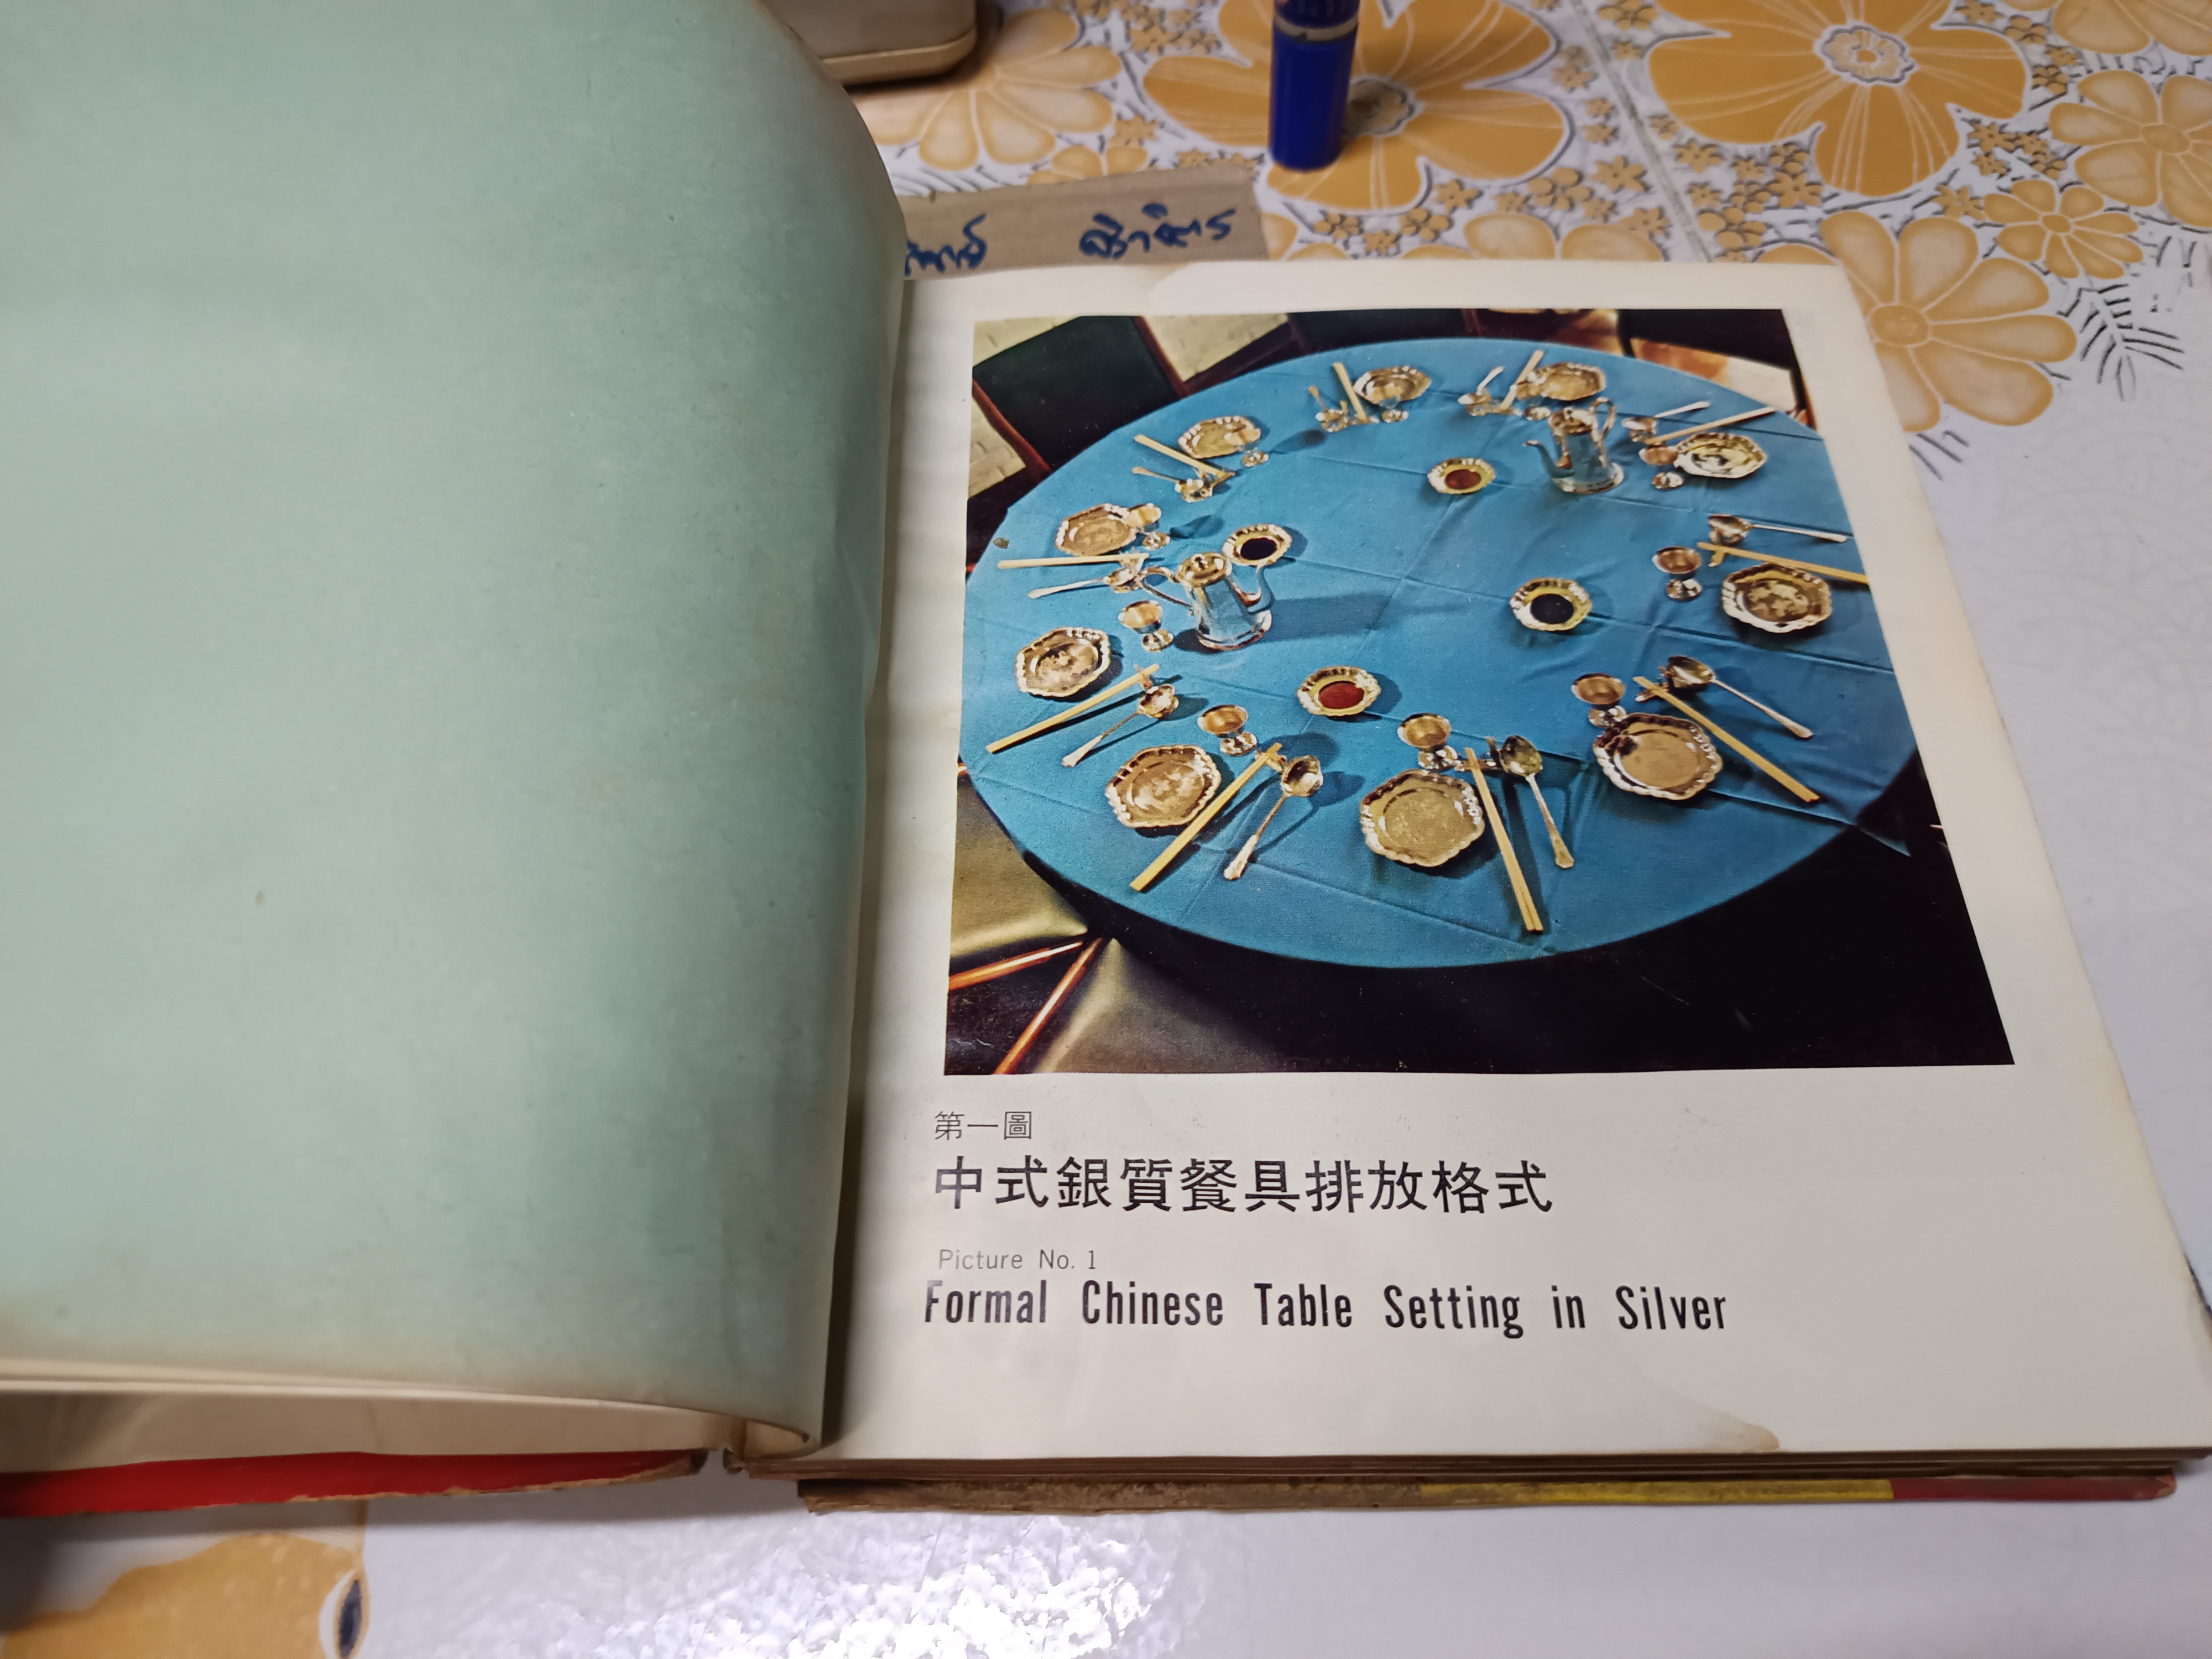 第一圖
中式銀質餐具排放格式
Picture No. 1
Formal Chinese Table Setting in Silver